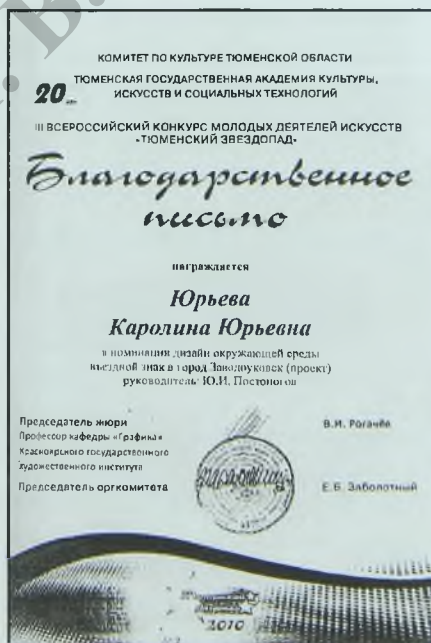 КОМИТЕТ ПО КУЛЬТУРЕ ТЮМЕНСКОЙ ОБЛАСТИ
ТЮМЕНСКАЯ ГОСУДАРСТВЕННАЯ АКАДЕМИЯ КУЛЬТУРЫ,
20
ИСКУССТВ И СОЦИАЛЬНЫХ ТЕХНОЛОГИЙ
III ВСЕРОССИЙСКИЙ КОНКУРС МОЛОДЫХ ДЕЯТЕЛЕЙ ИСКУССТВ
«ТЮМЕНСКИЙ ЗВЕЗДОПАД»
Благодарственное
письмо
награждается
Юрьева
Каролина Юрьевна
в номинации дизайн окружающей среды
въездной знак в город Заводоуковск (проект)
руководитель: Ю.И. Постоногов
Председатель жюри
В.И. Рогачёв
Профессор кафедры «Графика»
Красноярского государственного
художественного института
Председатель оргкомитета
Е.Б. Заболотный
2010